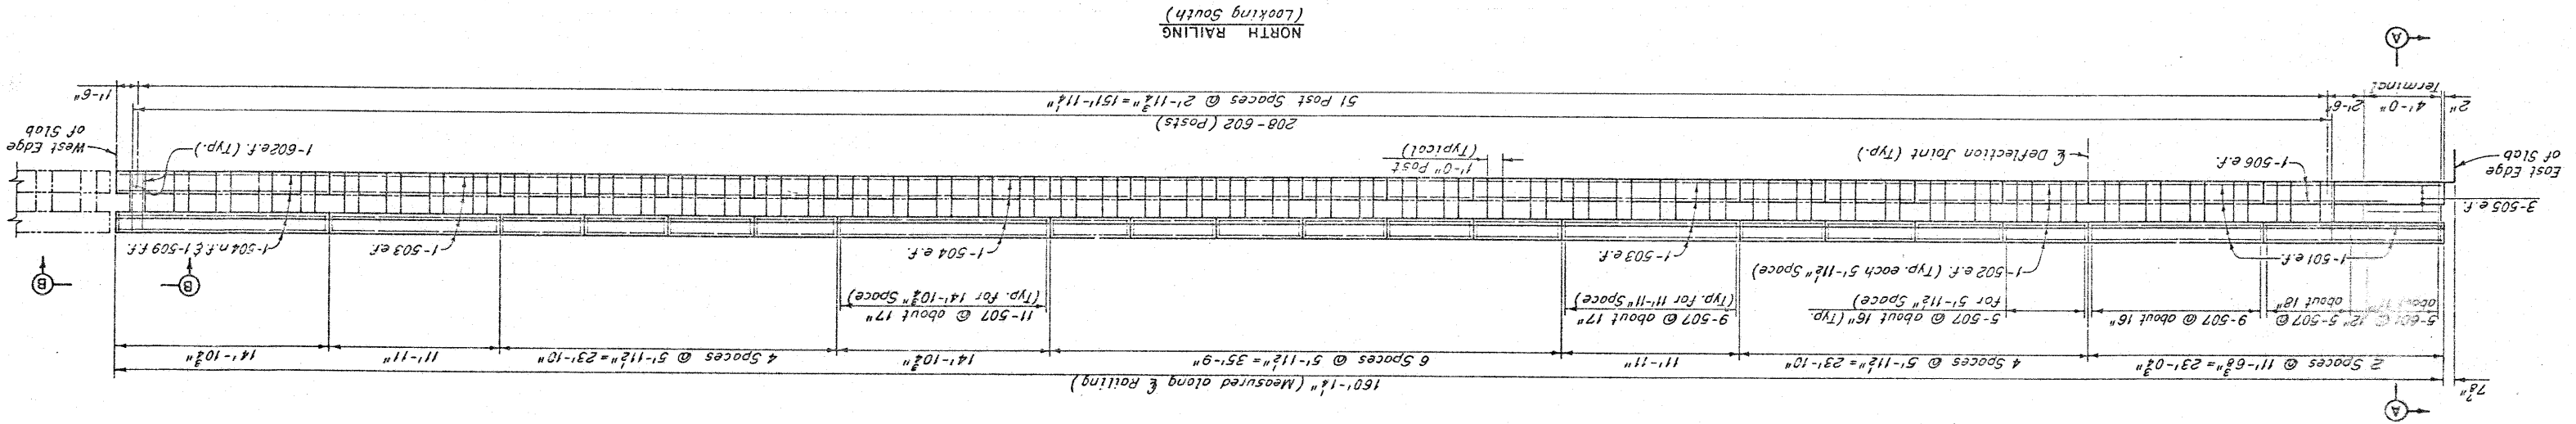 A
7⅞"
160'-1¼" (Measured along ℄ Railing)
2 Spaces @ 11'-6⅜" = 23'-0¾"
4 Spaces @ 5'-11½" = 23'-10"
11'-11"
6 Spaces @ 5'-11½" = 35'-9"
14'-10¾"
4 Spaces @ 5'-11½" = 23'-10"
11'-11"
14'-10¾"
12"
5-507 @
about 18"
9-507 @ about 16"
5-507 @ about 16" (Typ.
for 5'-11½" Space)
9-507 @ about 17"
(Typ. for 11'-11" Space)
11-507 @ about 17"
(Typ. for 14'-10¾" Space)
B
B
1-501 e.f.
1-502 e.f. (Typ. each 5'-11½" Space)
1-503 e.f.
1-504 e.f.
1-503 e.f.
1-504 n.f. & 1-509 f.f.
3-505 e.f.
East Edge
of Slab
1-506 e.f.
℄ Deflection Joint (Typ.)
1'-0" Post
(Typical)
1-602 e.f. (Typ.)
West Edge
of Slab
208-602 (Posts)
2"
4'-0"
Terminal
2'-6"
51 Post Spaces @ 2'-11¾" = 151'-11¼"
1'-6"
A
NORTH RAILING
(Looking South)